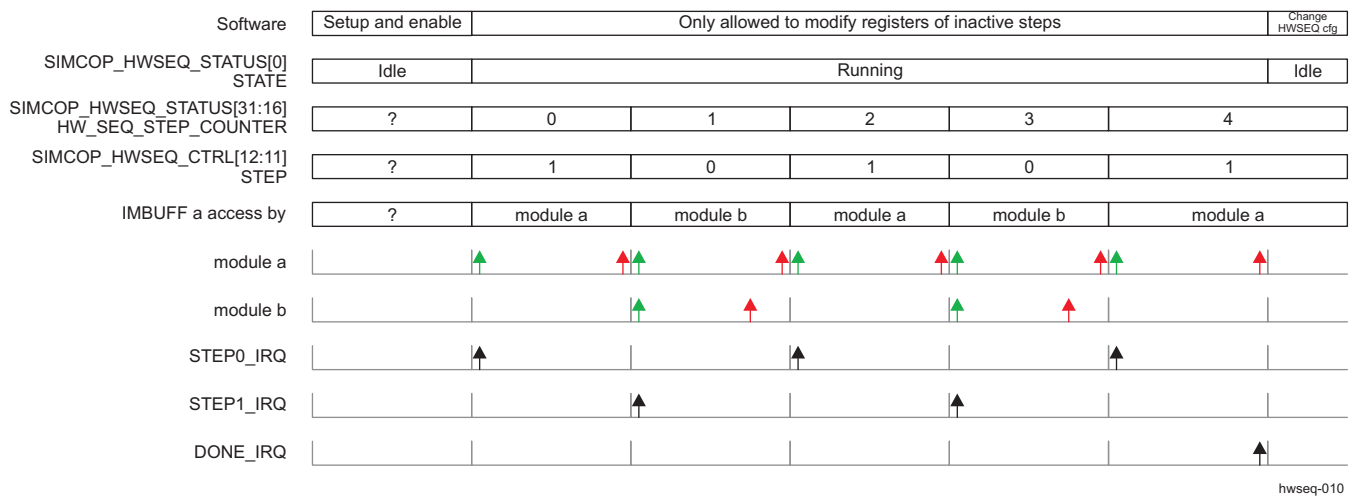 Software
Setup and enable
Only allowed to modify registers of inactive steps
Change
HWSEQ cfg
SIMCOP_HWSEQ_STATUS[0]
STATE
Idle
Running
Idle
SIMCOP_HWSEQ_STATUS[31:16]
HW_SEQ_STEP_COUNTER
?
0
1
2
3
4
SIMCOP_HWSEQ_CTRL[12:11]
STEP
?
1
0
1
0
1
IMBUFF a access by
?
module a
module b
module a
module b
module a
module a
module b
STEP0_IRQ
STEP1_IRQ
DONE_IRQ
hwseq-010